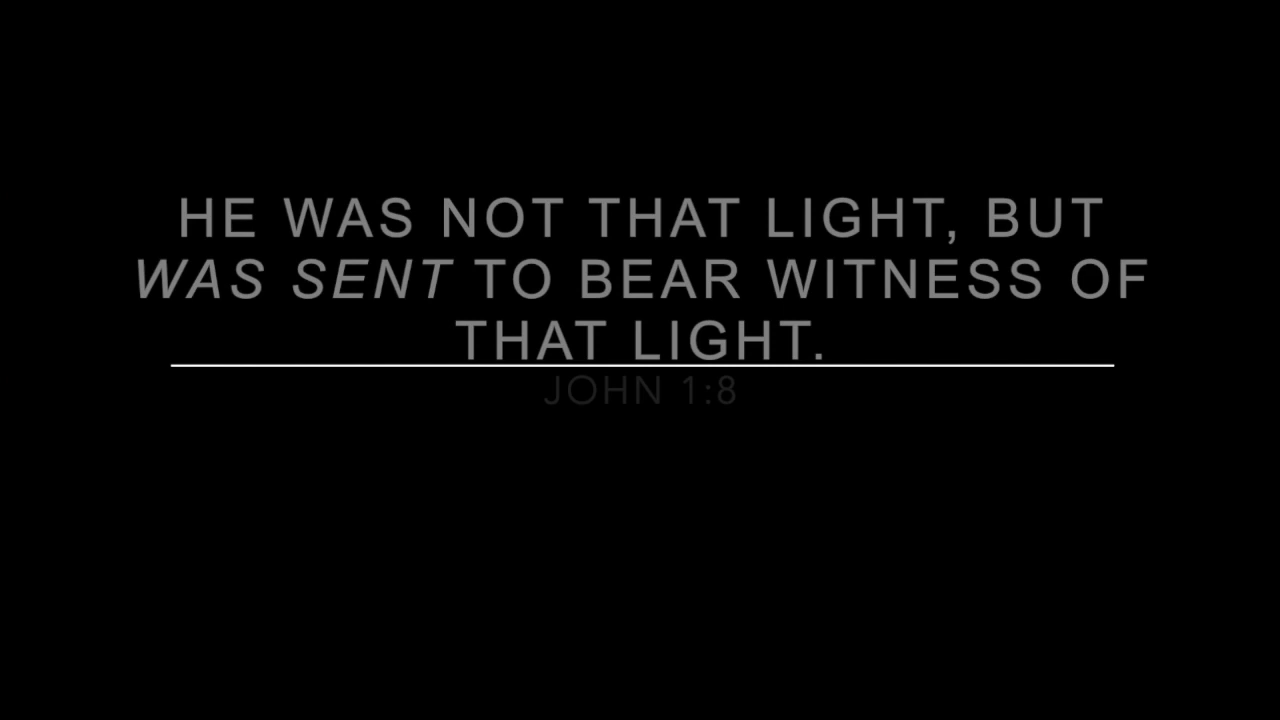 HE WAS NOT THAT LIGHT, BUT
WAS SENT TO BEAR WITNESS OF
THAT LIGHT.
JOHN 1:8